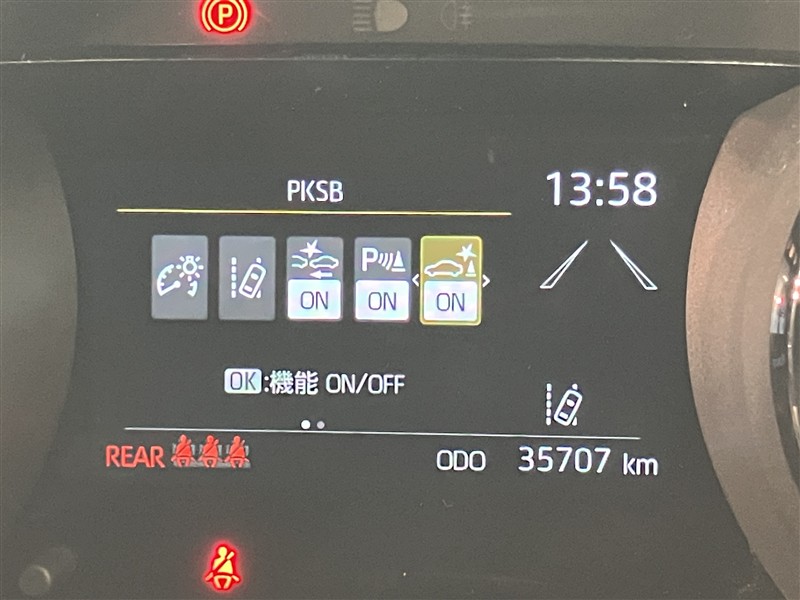 P
PKSB
13:58
ON
P
ON
ON
OK:機能 ON/OFF
REAR
ODO 35707 km